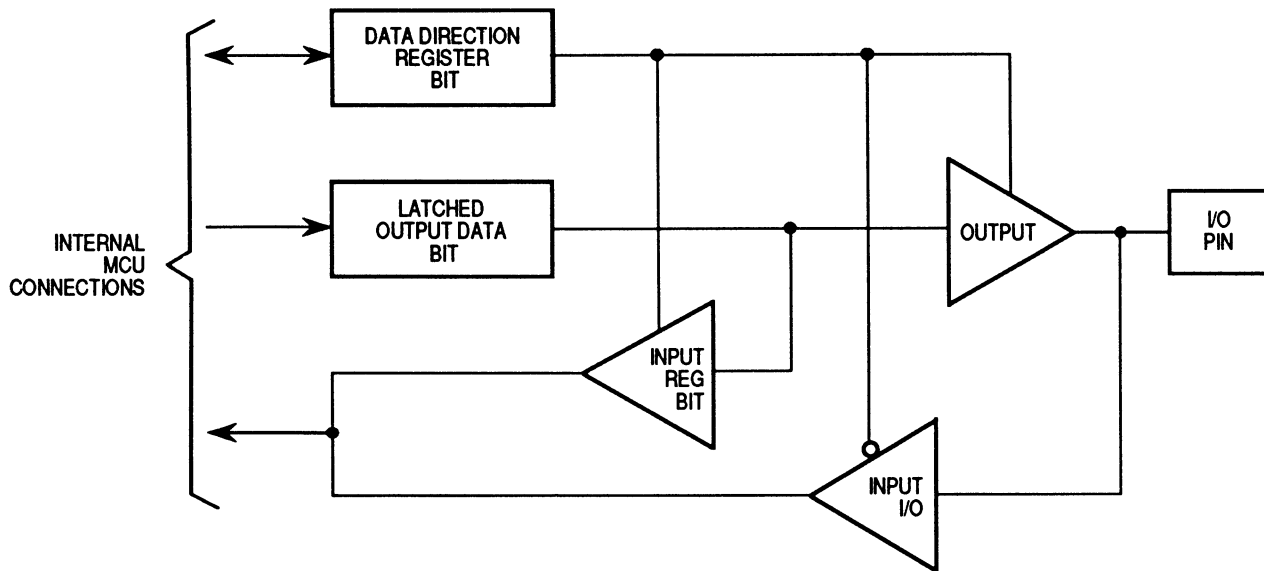 DATA DIRECTION
REGISTER
BIT
LATCHED
OUTPUT DATA
BIT
INTERNAL
MCU
CONNECTIONS
OUTPUT
I/O
PIN
INPUT
REG
BIT
INPUT
I/O